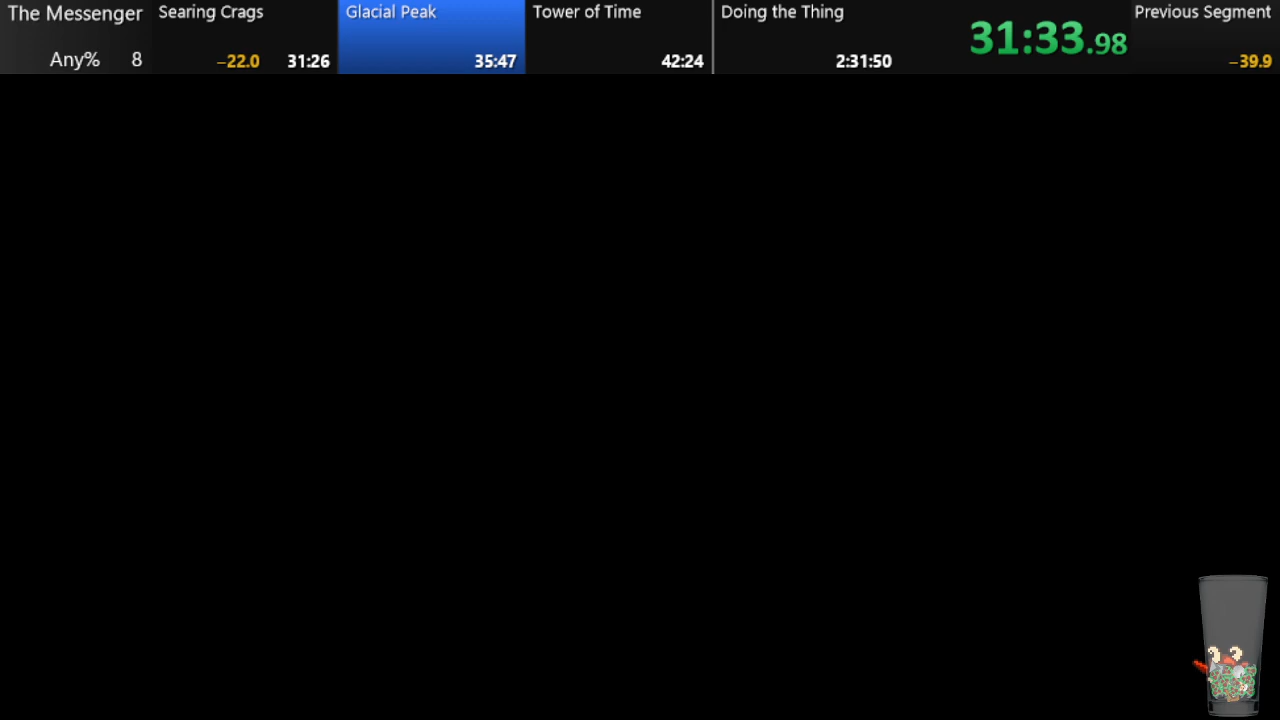 The Messenger
Any% 8
Searing Crags
−22.0 31:26
Glacial Peak
35:47
Tower of Time
42:24
Doing the Thing
2:31:50
31:33.98
Previous Segment
−39.9